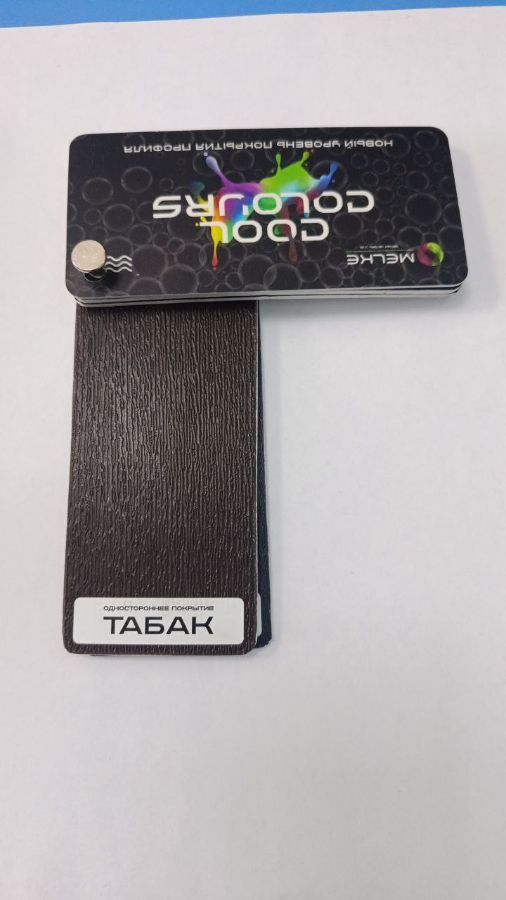 MELKE
COOL
COLOURS
НОВЫЙ УРОВЕНЬ ПОКРЫТИЯ ПРОФИЛЯ
ОДНОСТОРОННЕЕ ПОКРЫТИЕ
ТАБАК